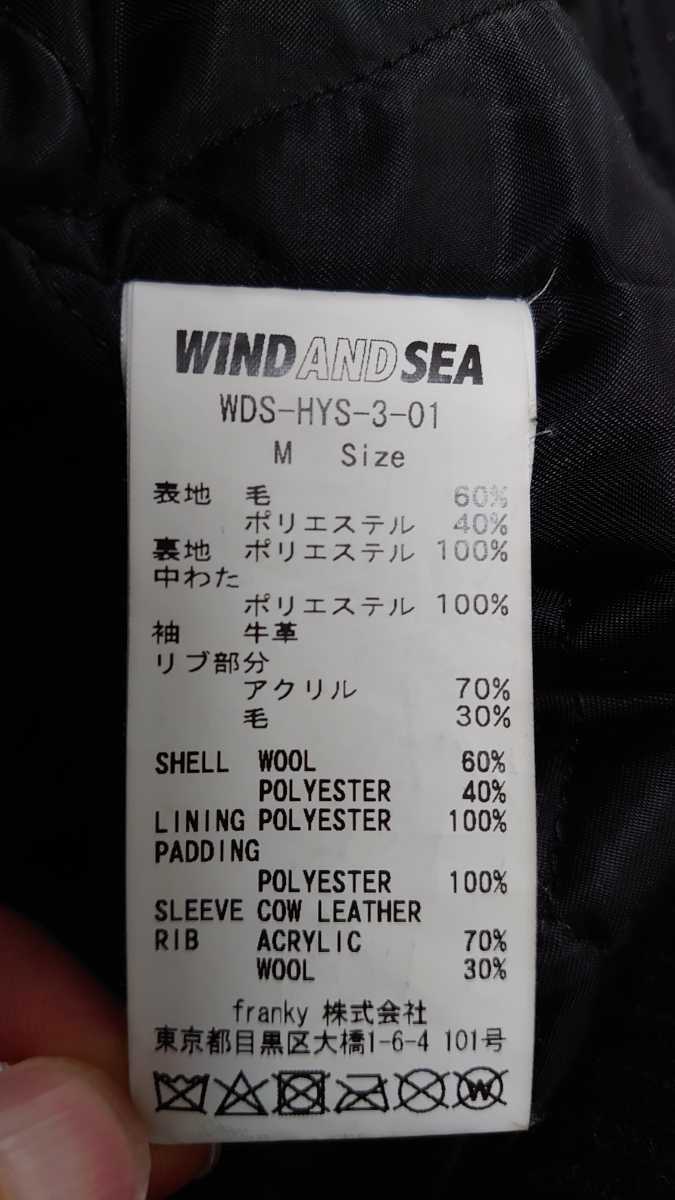 WIND AND SEA
WDS-HYS-3-01
M Size
表地 毛 60%
ポリエステル 40%
裏地 ポリエステル 100%
中わた
ポリエステル 100%
袖 牛革
リブ部分
アクリル 70%
毛 30%
SHELL WOOL 60%
POLYESTER 40%
LINING POLYESTER 100%
PADDING
POLYESTER 100%
SLEEVE COW LEATHER
RIB ACRYLIC 70%
WOOL 30%
franky 株式会社
東京都目黒区大橋1-6-4 101号
W